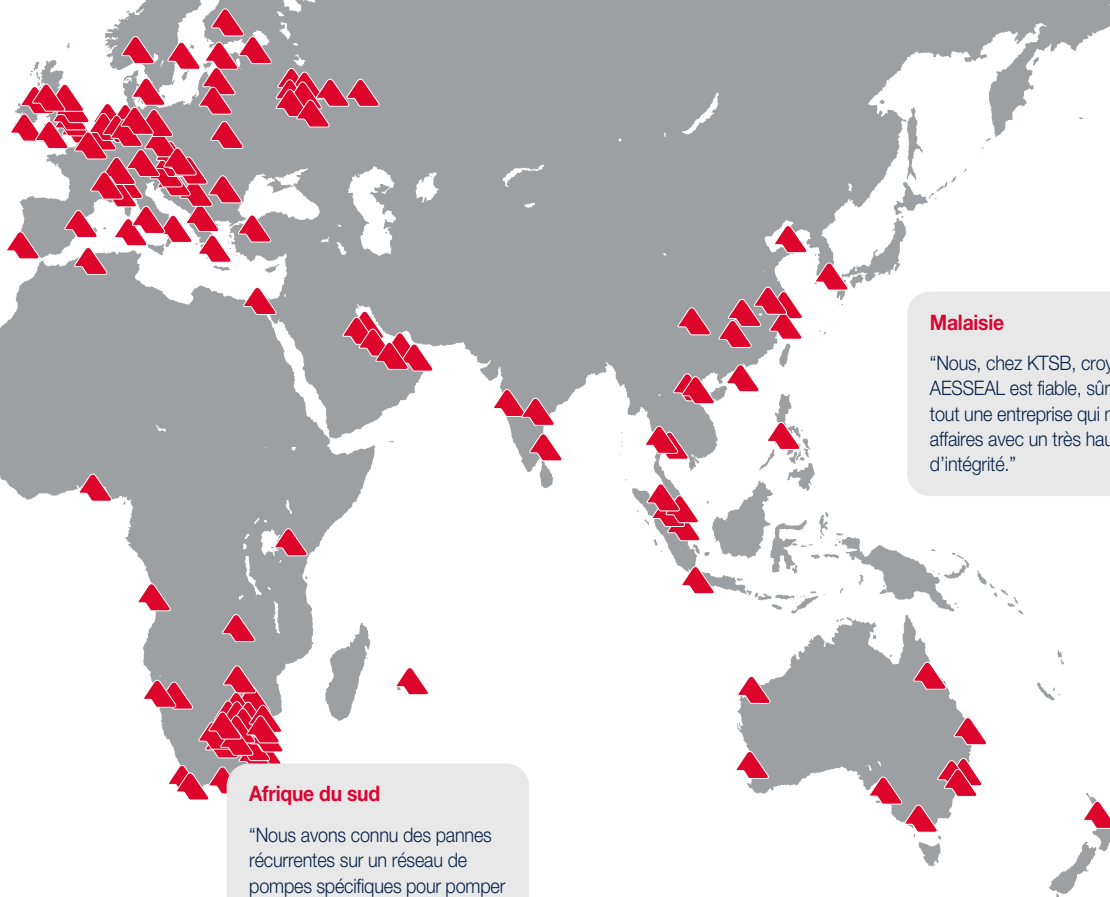 Malaisie
“Nous, chez KTSB, croy
AESSEAL est fiable, sûr
tout une entreprise qui
affaires avec un très hau
d’intégrité.”
Afrique du sud
“Nous avons connu des pannes
récurrentes sur un réseau de
pompes spécifiques pour pomper